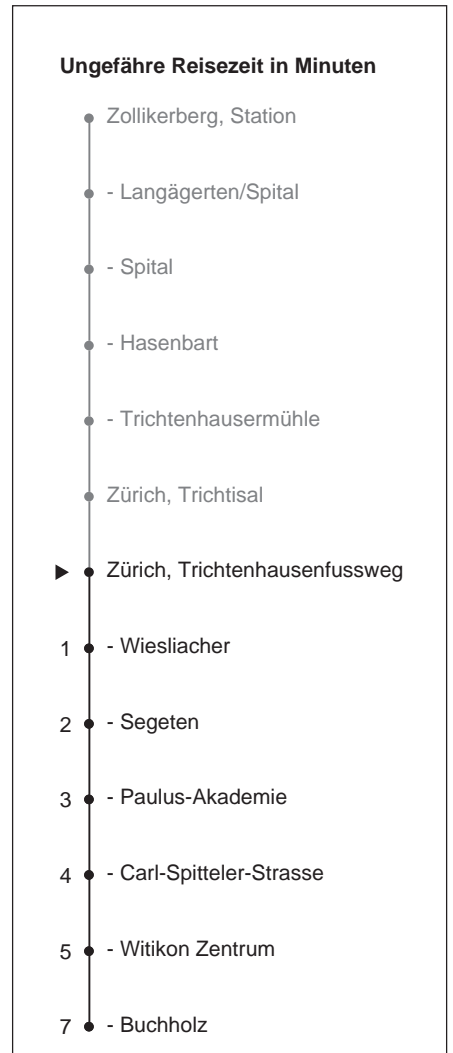 Ungefähre Reisezeit in Minuten
Zollikerberg, Station
- Langägerten/Spital
- Spital
- Hasenbart
- Trichtenhausermühle
Zürich, Trichtisal
Zürich, Trichtenhausenfussweg
1 - Wiesliacher
2 - Segeten
3 - Paulus-Akademie
4 - Carl-Spitteler-Strasse
5 - Witikon Zentrum
7 - Buchholz